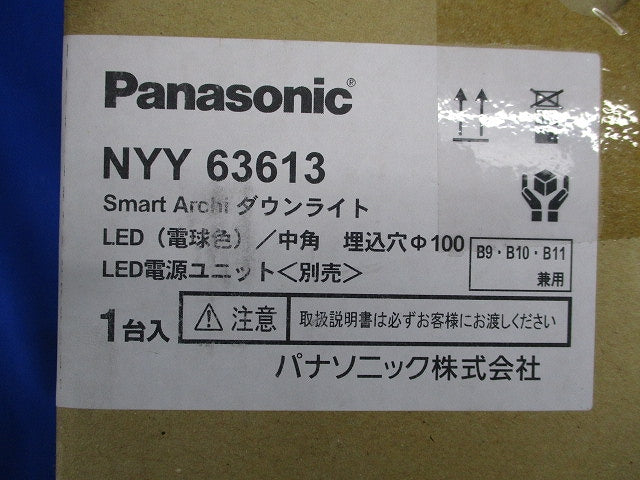 Panasonic®
NYY 63613
Smart Archi ダウンライト
LED（電球色）／中角　埋込穴Φ100
LED電源ユニット＜別売＞
B9・B10・B11
兼用
1台入
注意
取扱説明書は必ずお客様にお渡しください
パナソニック株式会社